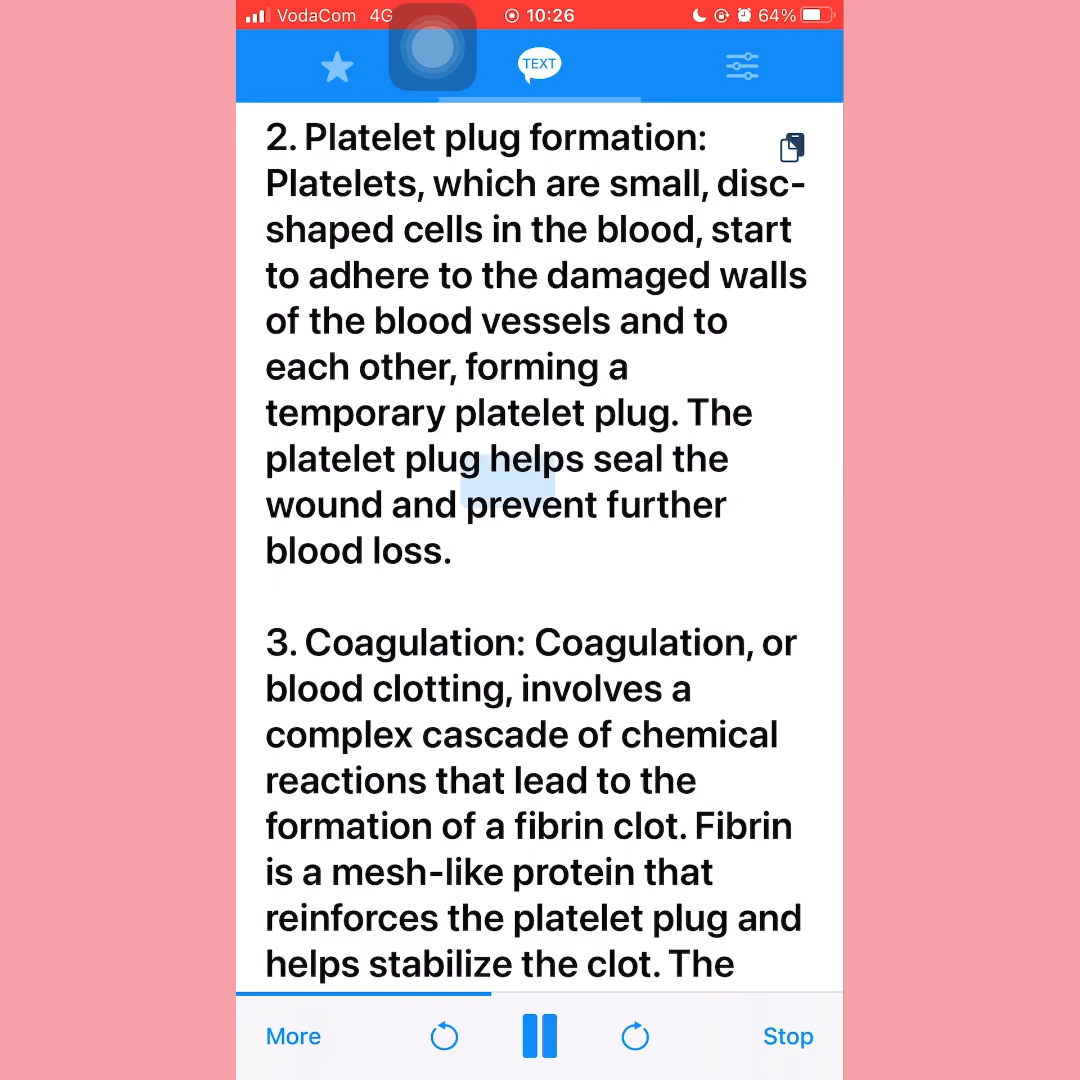 VodaCom 4G 10:26 64%
TEXT
2. Platelet plug formation:
Platelets, which are small, disc-
shaped cells in the blood, start
to adhere to the damaged walls
of the blood vessels and to
each other, forming a
temporary platelet plug. The
platelet plug helps seal the
wound and prevent further
blood loss.
3. Coagulation: Coagulation, or
blood clotting, involves a
complex cascade of chemical
reactions that lead to the
formation of a fibrin clot. Fibrin
is a mesh-like protein that
reinforces the platelet plug and
helps stabilize the clot. The
More Stop